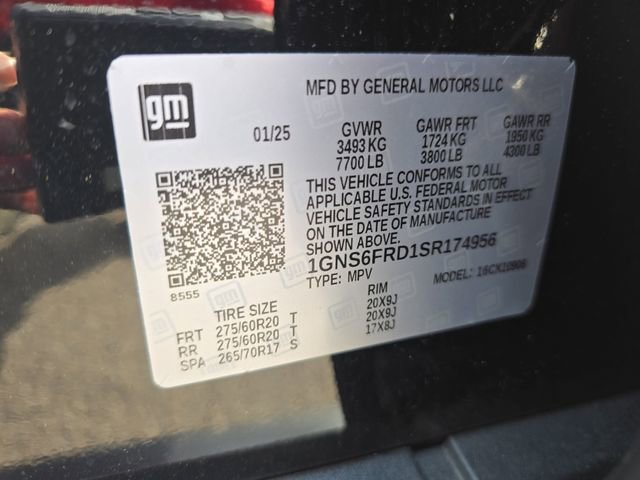 gm
MFD BY GENERAL MOTORS LLC
01/25
GVWR GAWR FRT GAWR RR
3493 KG 1724 KG 1950 KG
7700 LB 3800 LB 4300 LB
THIS VEHICLE CONFORMS TO ALL
APPLICABLE U.S. FEDERAL MOTOR
VEHICLE SAFETY STANDARDS IN EFFECT
ON THE DATE OF MANUFACTURE
SHOWN ABOVE.
1GNS6FRD1SR174956
TYPE: MPV MODEL: 16CK10906
8555
TIRE SIZE RIM
FRT 275/60R20 T 20X9J
RR 275/60R20 T 20X9J
SPA 265/70R17 S 17X8J